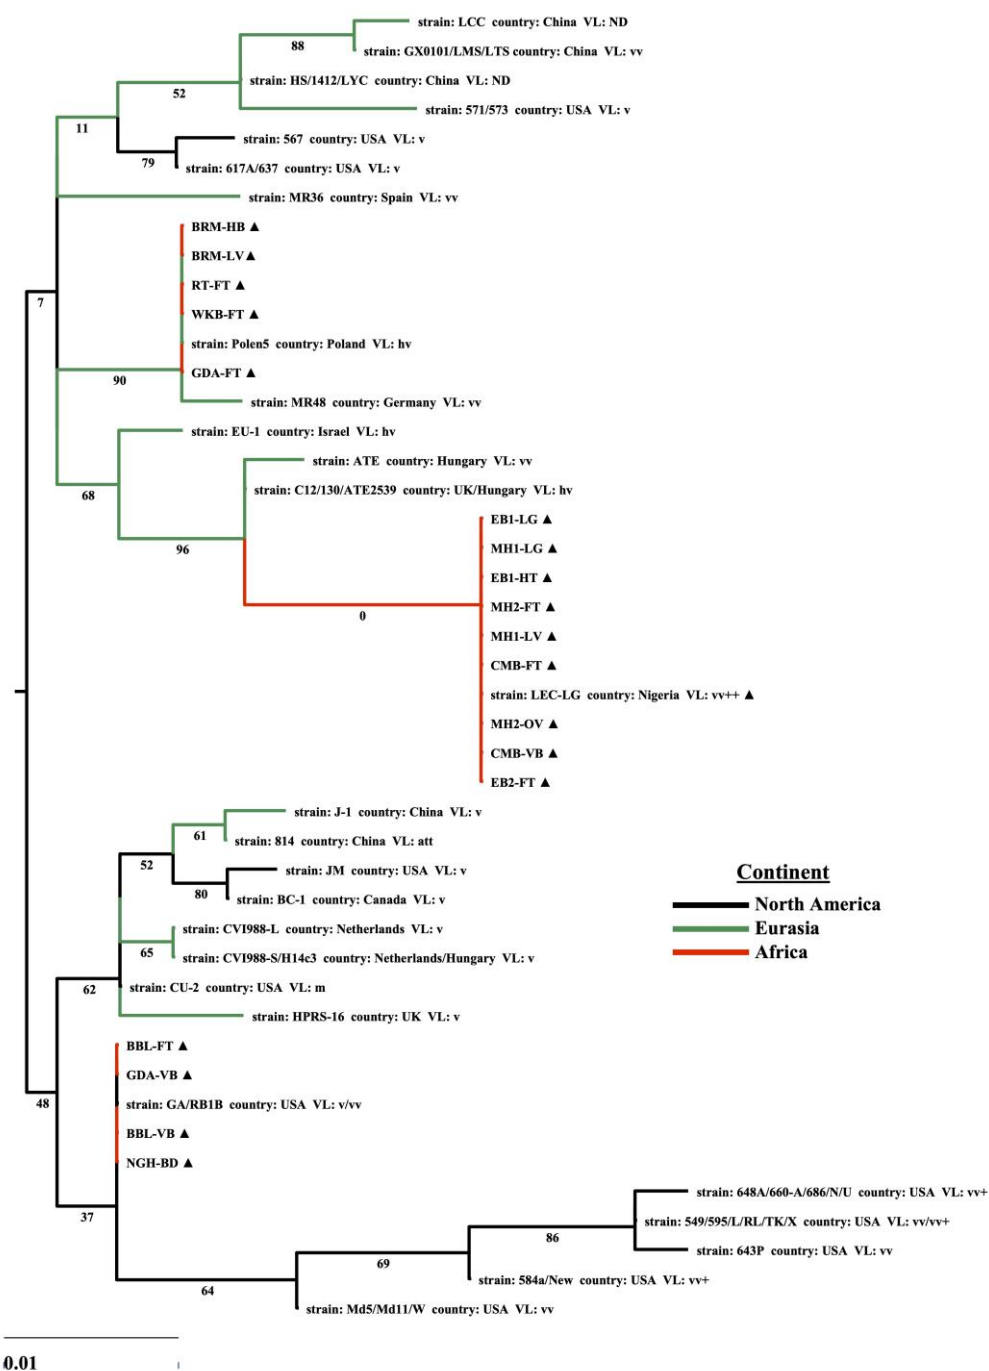 strain: LCC country: China VL: ND
88
strain: GX0101/LMS/LTS country: China VL: vv
strain: HS/1412/LYC country: China VL: ND
52
strain: 571/573 country: USA VL: v
11
strain: 567 country: USA VL: v
79
strain: 617A/637 country: USA VL: v
strain: MR36 country: Spain VL: vv
BRM-HB ▲
BRM-LV ▲
RT-FT ▲
7
WKB-FT ▲
strain: Polen5 country: Poland VL: hv
GDA-FT ▲
90
strain: MR48 country: Germany VL: vv
strain: EU-1 country: Israel VL: hv
strain: ATE country: Hungary VL: vv
strain: C12/130/ATE2539 country: UK/Hungary VL: hv
68
EB1-LG ▲
96
MH1-LG ▲
EB1-HT ▲
MH2-FT ▲
0
MH1-LV ▲
CMB-FT ▲
strain: LEC-LG country: Nigeria VL: vv++ ▲
MH2-OV ▲
CMB-VB ▲
EB2-FT ▲
strain: J-1 country: China VL: v
61
strain: 814 country: China VL: att
52
strain: JM country: USA VL: v
80
strain: BC-1 country: Canada VL: v
Continent
North America
Eurasia
Africa
strain: CVI988-L country: Netherlands VL: v
65
strain: CVI988-S/H14c3 country: Netherlands/Hungary VL: v
62
strain: CU-2 country: USA VL: m
strain: HPRS-16 country: UK VL: v
BBL-FT ▲
GDA-VB ▲
48
strain: GA/RB1B country: USA VL: v/vv
BBL-VB ▲
NGH-BD ▲
strain: 648A/660-A/686/N/U country: USA VL: vv+
37
strain: 549/595/L/RL/TK/X country: USA VL: vv/vv+
86
strain: 643P country: USA VL: vv
69
strain: 584a/New country: USA VL: vv+
64
strain: Md5/Md11/W country: USA VL: vv
0.01